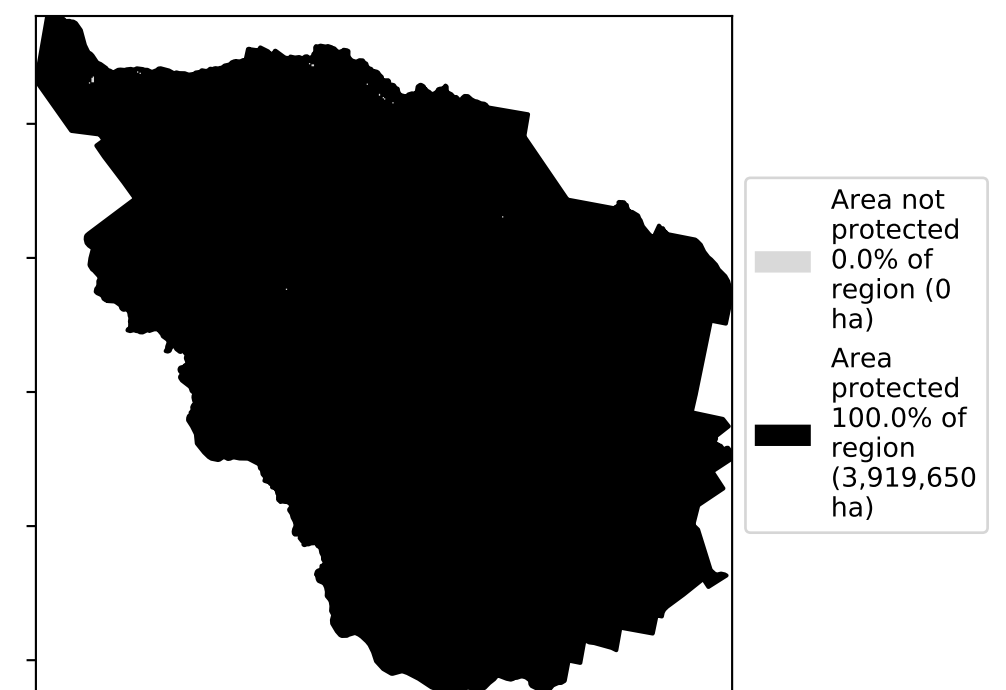 Area not
protected
0.0% of
region (0
ha)
Area
protected
100.0% of
region
(3,919,650
ha)